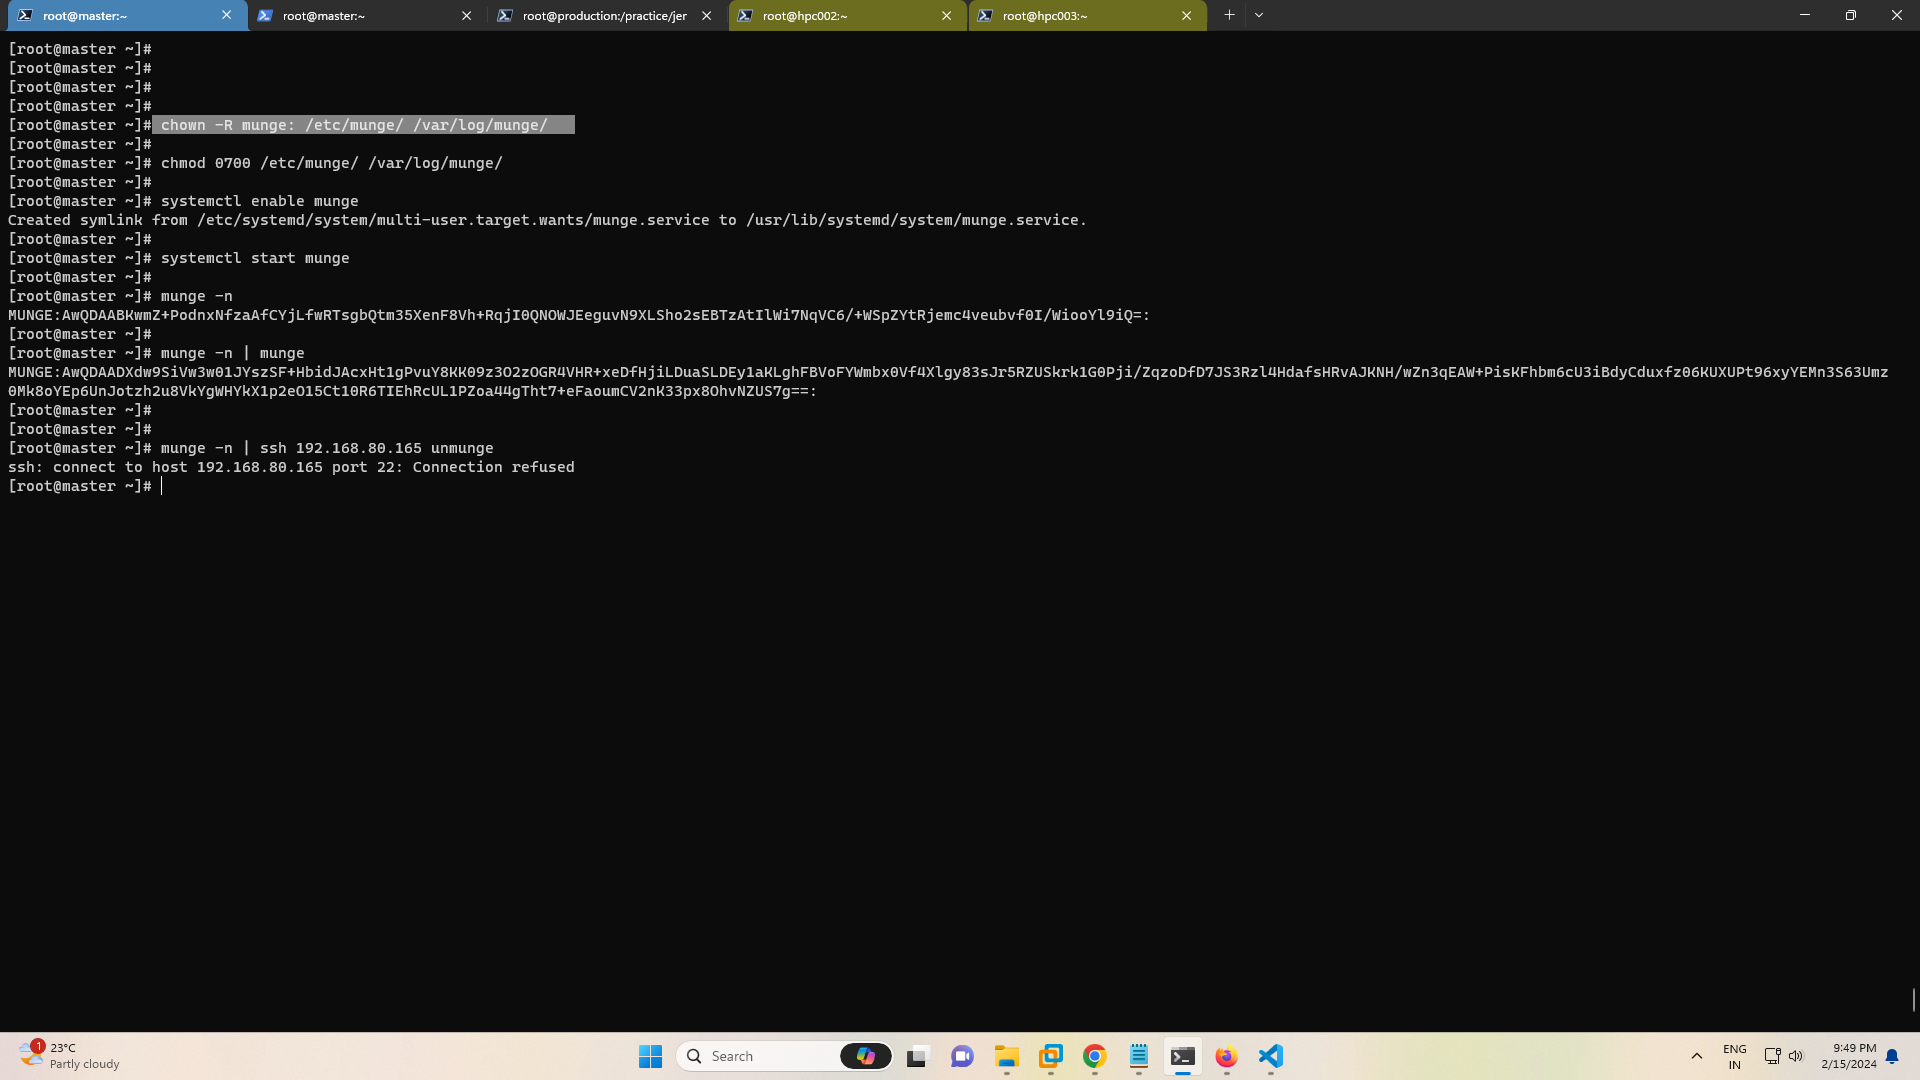 root@master:~
root@master:~
root@production:/practice/jer
root@hpc002:~
root@hpc003:~
[root@master ~]#
[root@master ~]#
[root@master ~]#
[root@master ~]#
[root@master ~]# chown -R munge: /etc/munge/ /var/log/munge/
[root@master ~]#
[root@master ~]# chmod 0700 /etc/munge/ /var/log/munge/
[root@master ~]#
[root@master ~]# systemctl enable munge
Created symlink from /etc/systemd/system/multi-user.target.wants/munge.service to /usr/lib/systemd/system/munge.service.
[root@master ~]#
[root@master ~]# systemctl start munge
[root@master ~]#
[root@master ~]# munge -n
MUNGE:AwQDAABKwmZ+PodnxNfzaAfCYjLfwRTsgbQtm35XenF8Vh+RqjI0QNOWJEeguvN9XLSho2sEBTzAtIlWi7NqVC6/+WSpZYtRjemc4veubvf0I/WiooYl9iQ=:
[root@master ~]#
[root@master ~]# munge -n | munge
MUNGE:AwQDAADXdw9SiVw3w01JYszSF+HbidJAcxHt1gPvuY8KK09z3O2zOGR4VHR+xeDfHjiLDuaSLDEy1aKLghFBVoFYWmbx0Vf4Xlgy83sJr5RZUSkrk1G0Pji/ZqzoDfD7JS3Rzl4HdafsHRvAJKNH/wZn3qEAW+PisKFhbm6cU3iBdyCduxfz06KUXUPt96xyYEMn3S63Umz
0Mk8oYEp6UnJotzh2u8VkYgWHYkX1p2eO15Ct10R6TIEhRcUL1PZoa44gTht7+eFaoumCV2nK33px8OhvNZUS7g==:
[root@master ~]#
[root@master ~]#
[root@master ~]# munge -n | ssh 192.168.80.165 unmunge
ssh: connect to host 192.168.80.165 port 22: Connection refused
[root@master ~]#
1
23°C
Partly cloudy
Search
ENG
IN
9:49 PM
2/15/2024